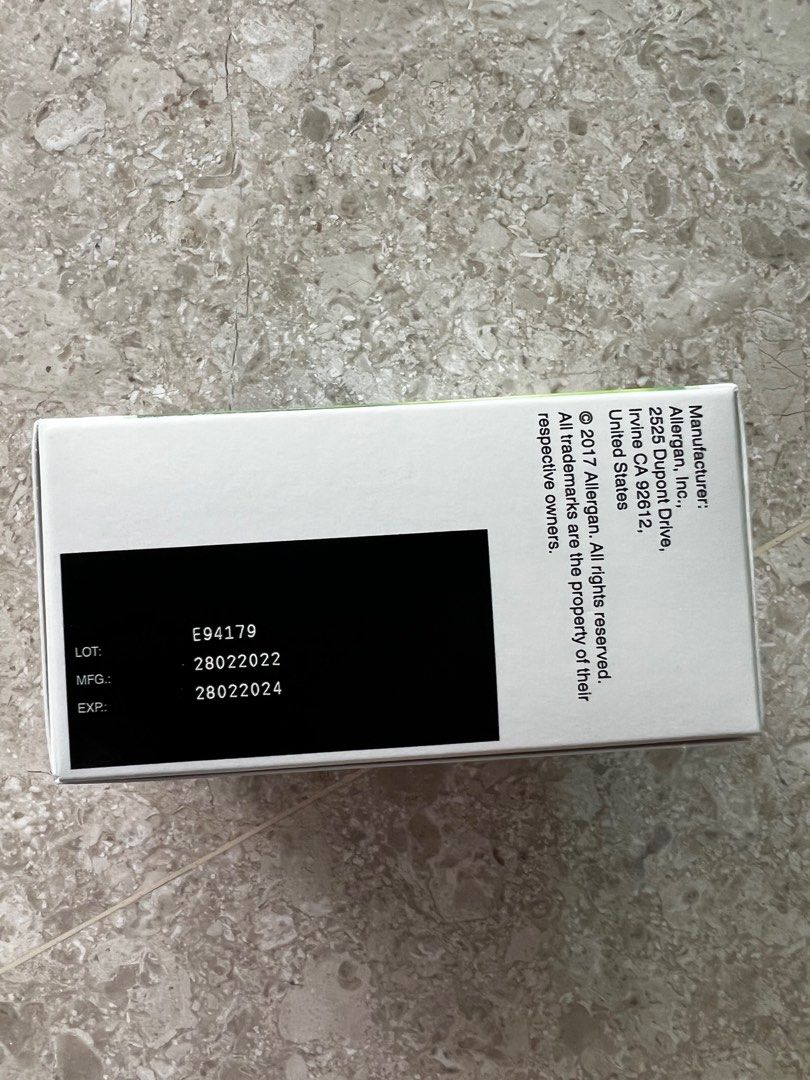 Manufacturer:
Allergan, Inc.,
2525 Dupont Drive,
Irvine CA 92612,
United States
© 2017 Allergan. All rights reserved.
All trademarks are the property of their
respective owners.
LOT: E94179
MFG.: 28022022
EXP.: 28022024